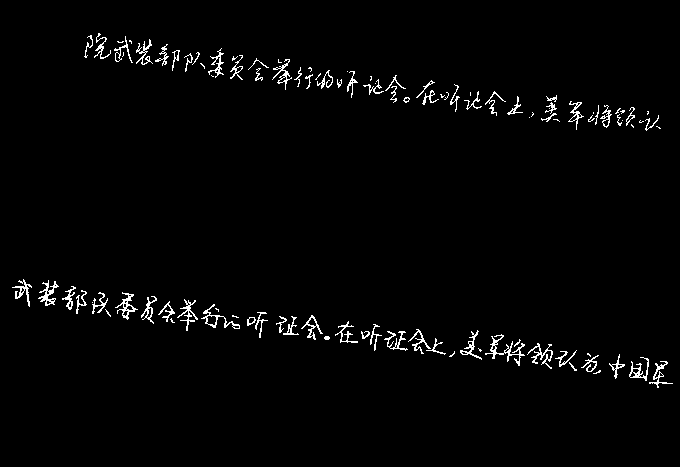 院武装部队委员会举行的听证会。在听证会上,美军将领认
武装部队委员会举行的听证会。在听证会上,美军将领认为中国军